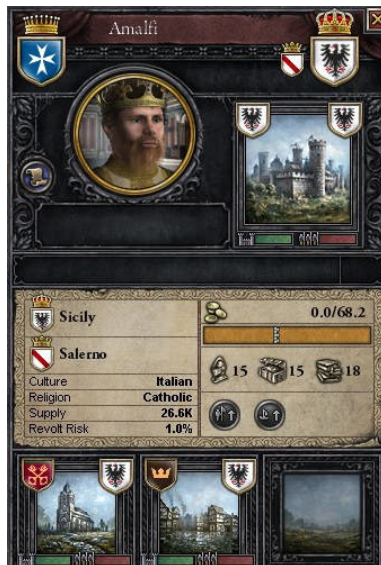 Amalfi
Sicily
0.0/68.2
Salerno
15 15 18
Culture Italian
Religion Catholic
Supply 26.6K
Revolt Risk 1.0%